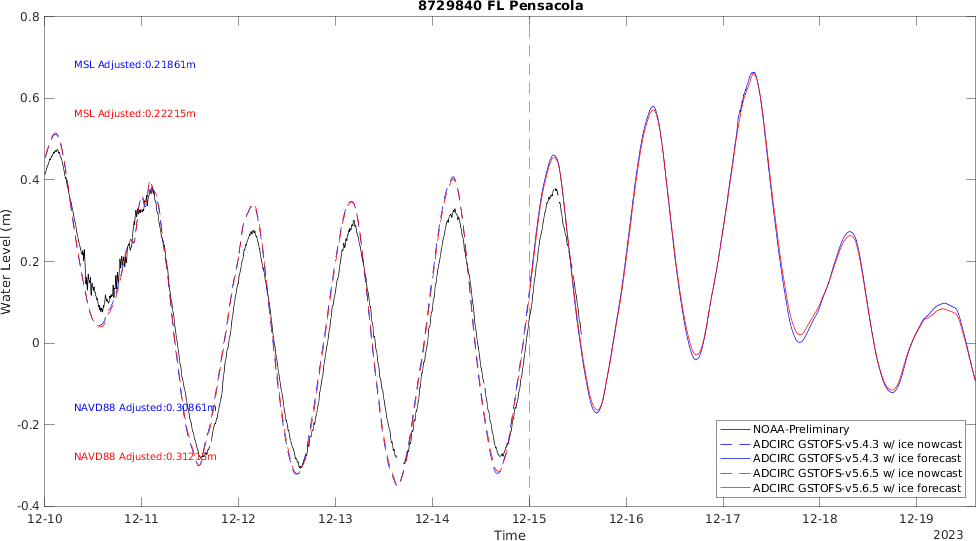 8729840 FL Pensacola
0.8
MSL Adjusted:0.21861m
0.6
MSL Adjusted:0.22215m
0.4
0.2
0
-0.2
-0.4
Water Level (m)
NAVD88 Adjusted:0.30861m
NOAA-Preliminary
ADCIRC GSTOFS-v5.4.3 w/ ice nowcast
ADCIRC GSTOFS-v5.4.3 w/ ice forecast
ADCIRC GSTOFS-v5.6.5 w/ ice nowcast
ADCIRC GSTOFS-v5.6.5 w/ ice forecast
NAVD88 Adjusted:0.31215m
12-10 12-11 12-12 12-13 12-14 12-15 12-16 12-17 12-18 12-19
Time
2023